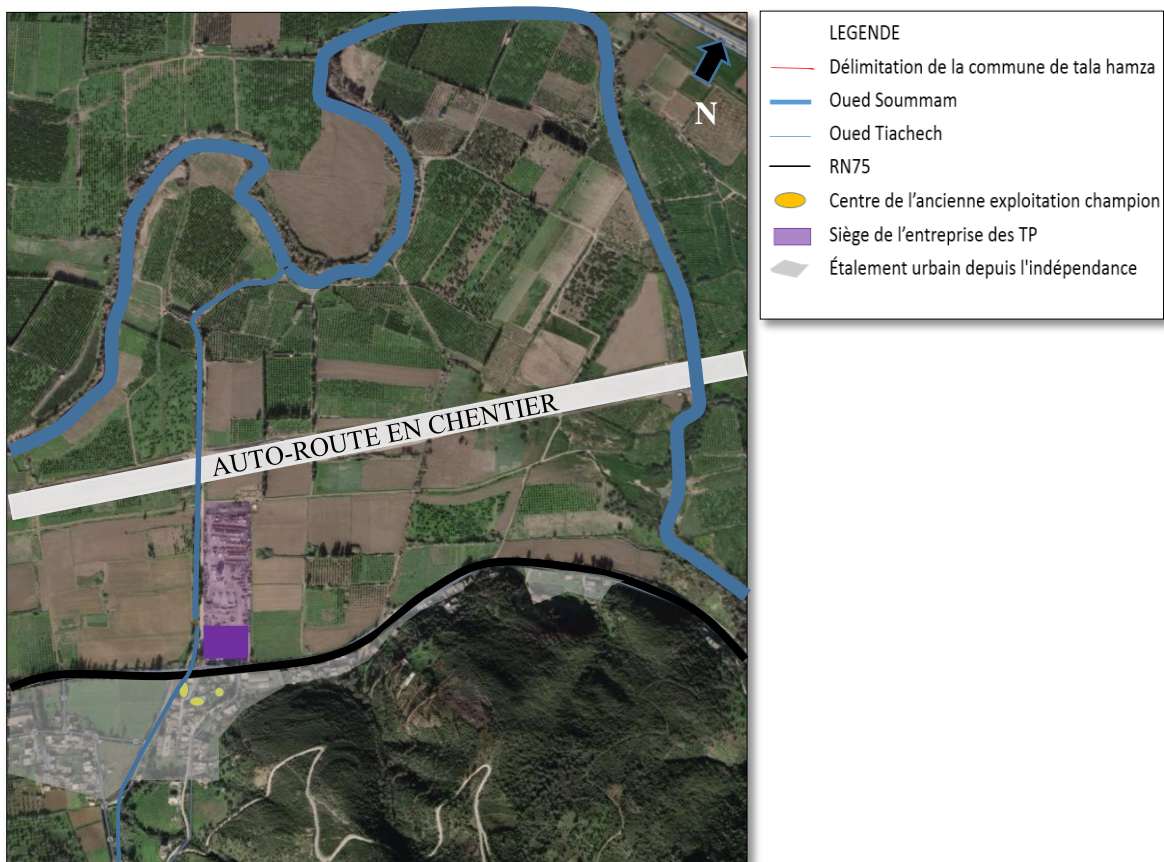 N
AUTO-ROUTE EN CHENTIER
LEGENDE
Délimitation de la commune de tala hamza
Oued Soummam
Oued Tiachech
RN75
Centre de l'ancienne exploitation champion
Siège de l'entreprise des TP
Étalement urbain depuis l'indépendance